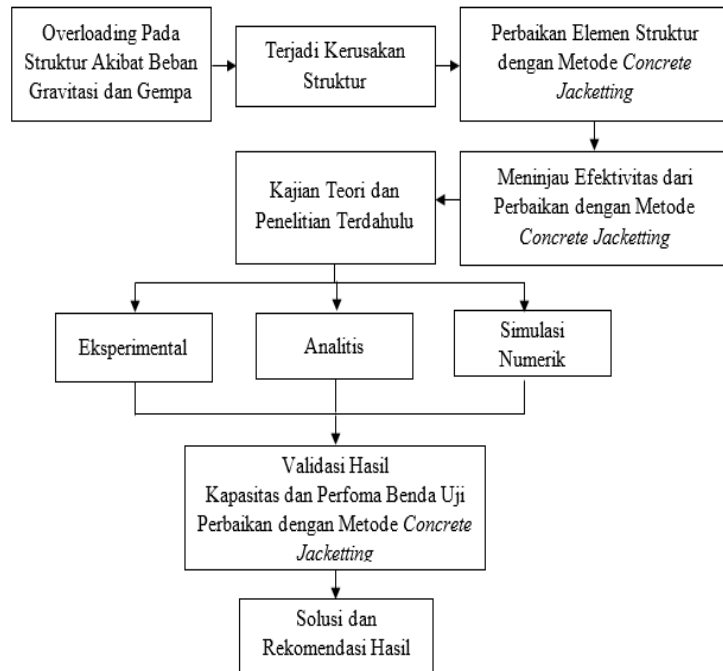 Overloading Pada
Struktur Akibat Beban
Gravitasi dan Gempa
Terjadi Kerusakan
Struktur
Perbaikan Elemen Struktur
dengan Metode Concrete
Jacketting
Meninjau Efektivitas dari
Perbaikan dengan Metode
Concrete Jacketting
Kajian Teori dan
Penelitian Terdahulu
Eksperimental
Analitis
Simulasi
Numerik
Validasi Hasil
Kapasitas dan Perfoma Benda Uji
Perbaikan dengan Metode Concrete
Jacketting
Solusi dan
Rekomendasi Hasil